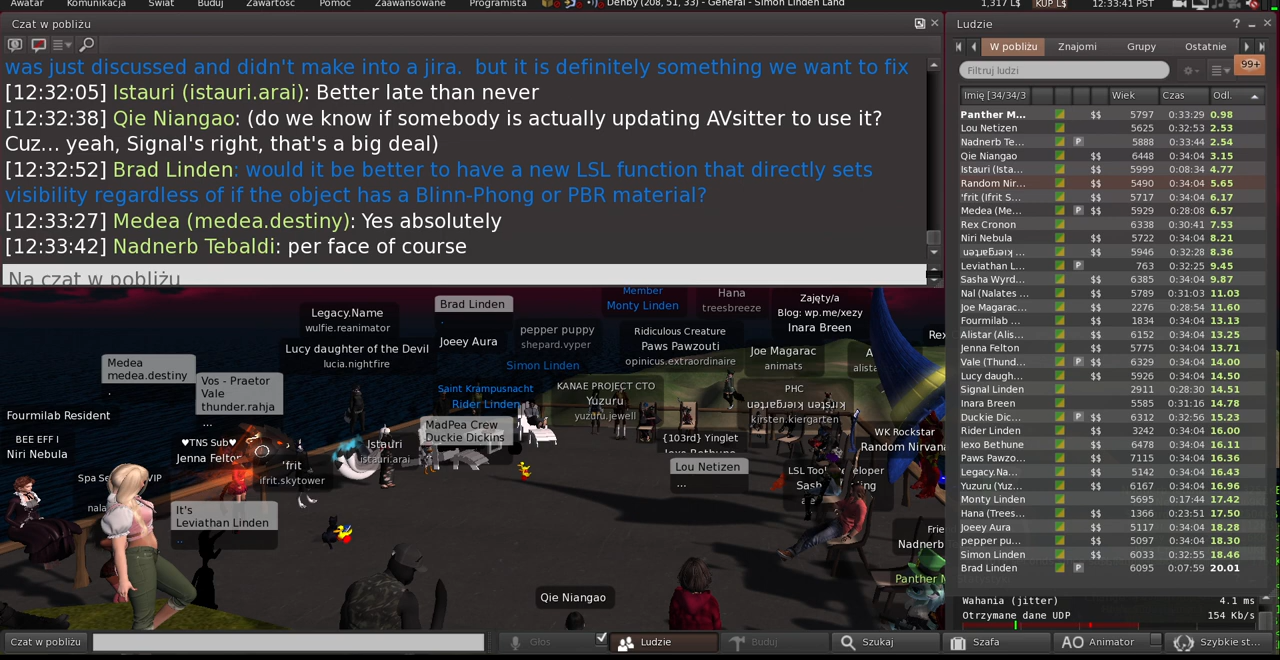 Awatar Komunikacja Świat Buduj Zawartość Pomoc Zaawansowane Programista Denby (208, 51, 33) - General - Simon Linden Land 1,317 L$ KUP L$ 12:33:41 PST
Czat w pobliżu
was just discussed and didn't make into a jira. but it is definitely something we want to fix
[12:32:05] Istauri (istauri.arai): Better late than never
[12:32:38] Qie Niangao: (do we know if somebody is actually updating AVsitter to use it?
Cuz... yeah, Signal's right, that's a big deal)
[12:32:52] Brad Linden: would it be better to have a new LSL function that directly sets
visibility regardless of if the object has a Blinn-Phong or PBR material?
[12:33:27] Medea (medea.destiny): Yes absolutely
[12:33:42] Nadnerb Tebaldi: per face of course
Na czat w pobliżu
Legacy.Name
wulfie.reanimator
Brad Linden
Member
Monty Linden
Hana
treesbreeze
Zajęty/a
Blog: wp.me/xezy
Inara Breen
Lucy daughter of the Devil
lucia.nightfire
Joeey Aura
pepper puppy
shepard.vyper
Simon Linden
Ridiculous Creature
Paws Pawzouti
opinicus.extraordinaire
Joe Magarac
animats
A
alista
Rex
Medea
medea.destiny
.
Vos - Praetor
Vale
thunder.rahja
...
Saint Krampusnacht
Rider Linden
KANAE PROJECT CTO
Yuzuru
yuzuru.jewell
PHC
kirsten.kiergarten
Fourmilab Resident
MadPea Crew
Duckie Dickins
BEE EFF I
Niri Nebula
♥TNS Sub♥
Jenna Felton
Istauri
istauri.arai
{103rd} Yinglet
Iexo Bethune
WK Rockstar
Random Nirvana
'frit
ifrit.skytower
Lou Netizen
...
LSL Too
eloper
Spa Se
VIP
nala
Sash
It's
Leviathan Linden
..
Frie
Nadnerb
Panther M
Qie Niangao
Ludzie
W pobliżu Znajomi Grupy Ostatnie
Filtruj ludzi
99+
Imię [34/34/3 Wiek Czas Odl.
Panther M... $$ 5797 0:33:29 0.98
Lou Netizen 5625 0:32:53 2.53
Nadnerb Te... P 5888 0:33:44 2.54
Qie Niangao $$ 6448 0:34:04 3.15
Istauri (Ista... $$ 5999 0:08:34 4.77
Random Nir... $$ 5490 0:34:04 5.65
'frit (Ifrit S... $$ 5717 0:34:04 6.17
Medea (Me... P $$ 5929 0:28:08 6.57
Rex Cronon 6338 0:30:41 7.53
Niri Nebula $$ 5722 0:34:04 8.21
$$ 5946 0:32:28 8.36
Leviathan L... P 763 0:32:25 9.45
Sasha Wyrd... $$ 6385 0:34:04 9.87
Nal (Nalates ... $$ 5789 0:31:03 11.03
Joe Magarac... $$ 2276 0:28:54 11.60
Fourmilab ... $$ 1834 0:34:04 13.13
Alistar (Alis... $$ 6152 0:34:04 13.25
Jenna Felton $$ 5775 0:34:04 13.71
Vale (Thund... P $$ 6329 0:34:04 14.00
Lucy daugh... $$ 5926 0:34:04 14.50
Signal Linden 2911 0:28:30 14.51
Inara Breen 5585 0:31:16 14.78
Duckie Dic... P $$ 6312 0:32:56 15.23
Rider Linden $$ 3242 0:34:04 16.00
Iexo Bethune $$ 6478 0:34:04 16.11
Paws Pawzo... $$ 7115 0:34:04 16.36
Legacy.Na... $$ 5142 0:34:04 16.43
Yuzuru (Yuz... $$ 6167 0:34:04 16.96
Monty Linden 5695 0:17:44 17.42
Hana (Trees... $$ 1366 0:23:51 17.50
Joeey Aura $$ 5117 0:34:04 18.28
pepper pu... $$ 5097 0:34:04 18.30
Simon Linden $$ 6033 0:32:55 18.46
Brad Linden P 6095 0:07:59 20.01
Wahania (jitter) 4.1 ms
Otrzymane dane UDP 154 Kb/s
Czat w pobliżu Głos Ludzie Buduj Szukaj Szafa AO Animator Szybkie st...